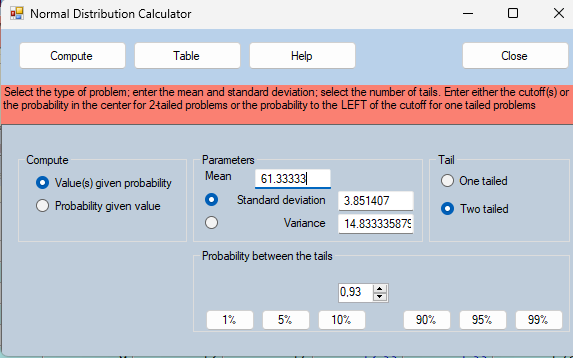 Normal Distribution Calculator
Compute Table Help Close
Select the type of problem; enter the mean and standard deviation; select the number of tails. Enter either the cutoff(s) or
the probability in the center for 2-tailed problems or the probability to the LEFT of the cutoff for one tailed problems
Compute
Value(s) given probability
Probability given value
Parameters
Mean 61.33333
Standard deviation 3.851407
Variance 14.833335879
Tail
One tailed
Two tailed
Probability between the tails
0,93
1% 5% 10% 90% 95% 99%